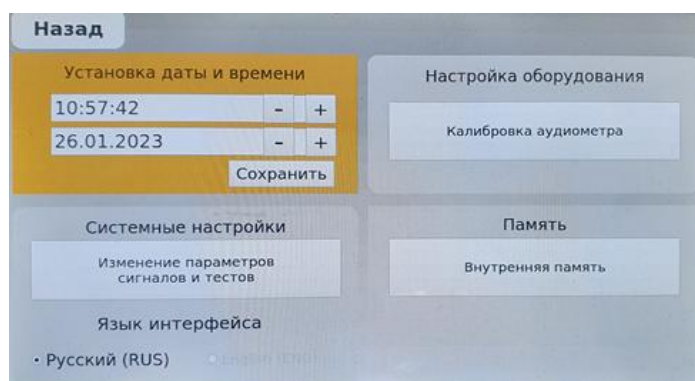 Назад
Установка даты и времени
10:57:42 - +
26.01.2023 - +
Сохранить
Настройка оборудования
Калибровка аудиометра
Системные настройки
Изменение параметров
сигналов и тестов
Память
Внутренняя память
Язык интерфейса
Русский (RUS)